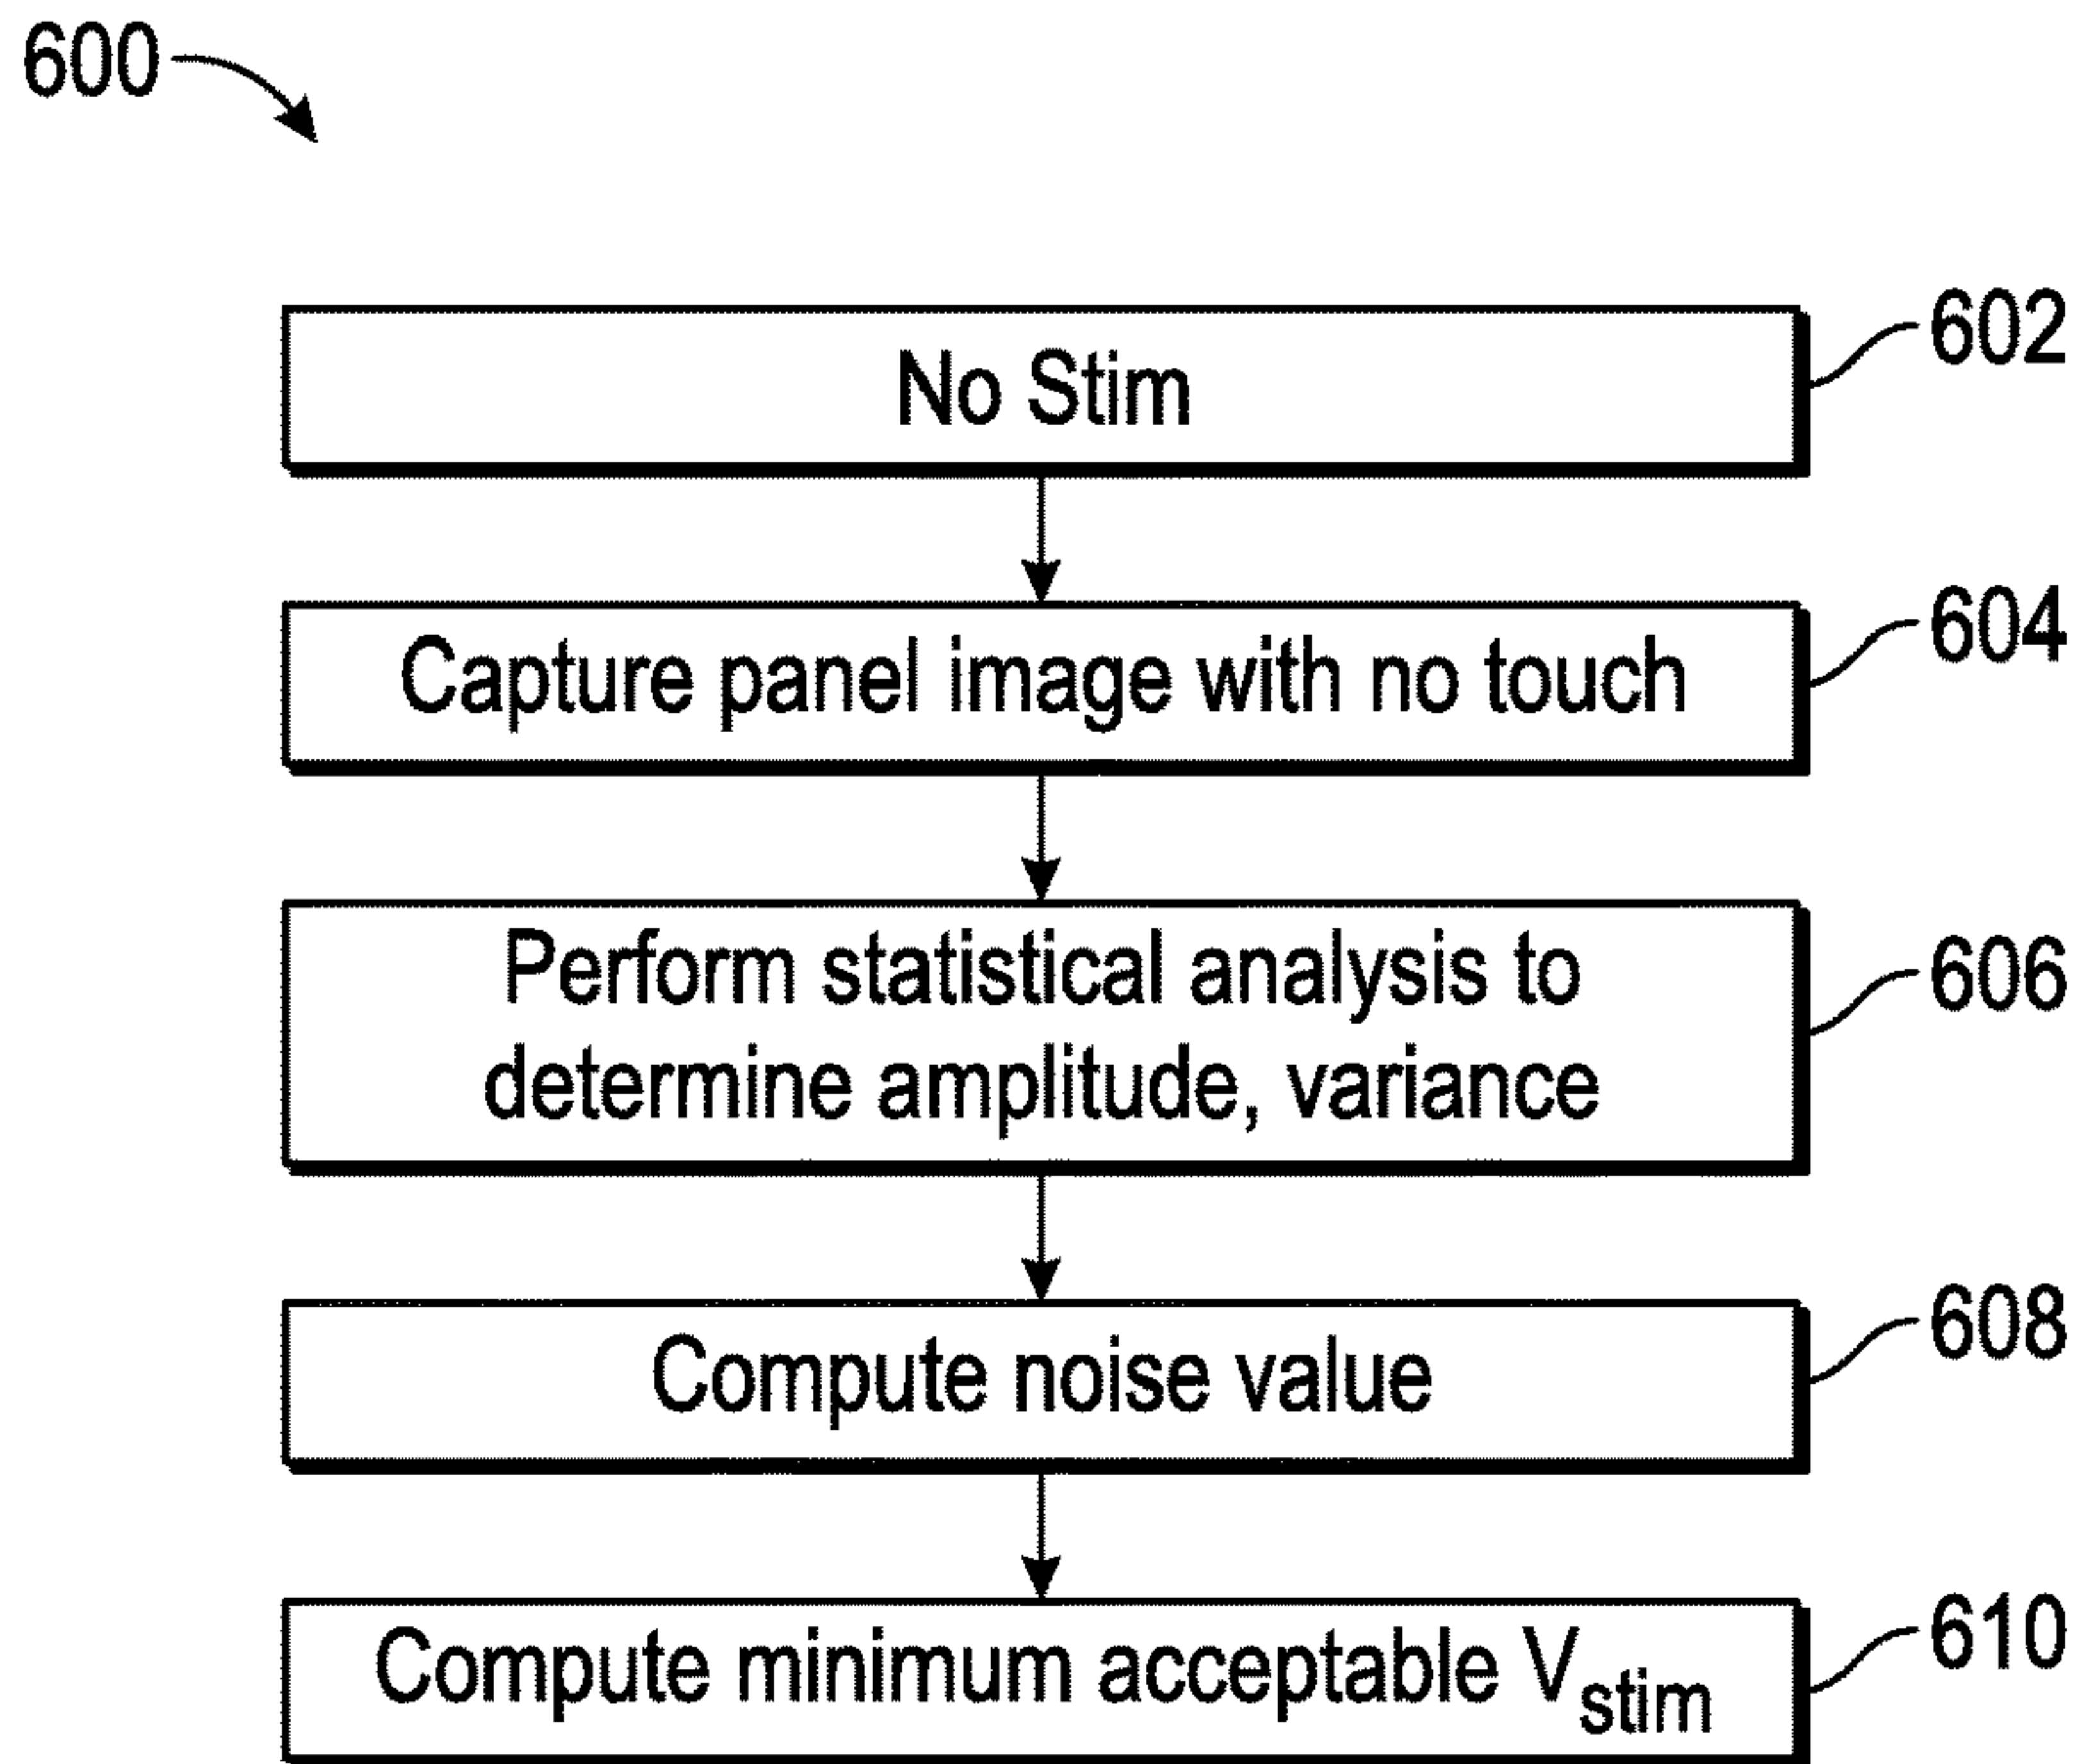 600
No Stim
602
Capture panel image with no touch
604
Perform statistical analysis to
determine amplitude, variance
606
Compute noise value
608
Compute minimum acceptable Vstim
610